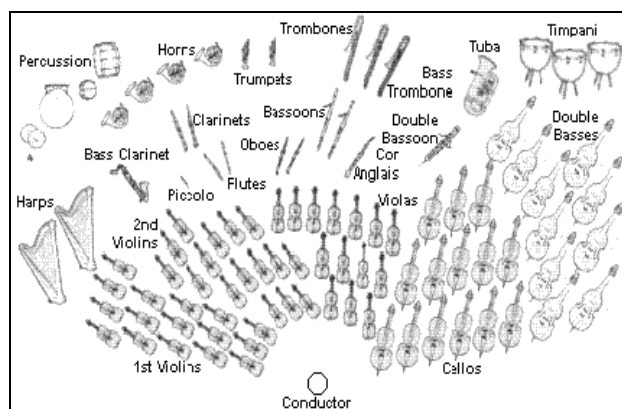 Trombones
Timpani
Horns
Tuba
Percussion
Trumpets
Bass
Trombone
Clarinets
Bassoons
Double
Bassoon
Double
Basses
Oboes
Bass Clarinet
Cor
Anglais
Flutes
Piccolo
Harps
Violas
2nd
Violins
1st Violins
Cellos
Conductor